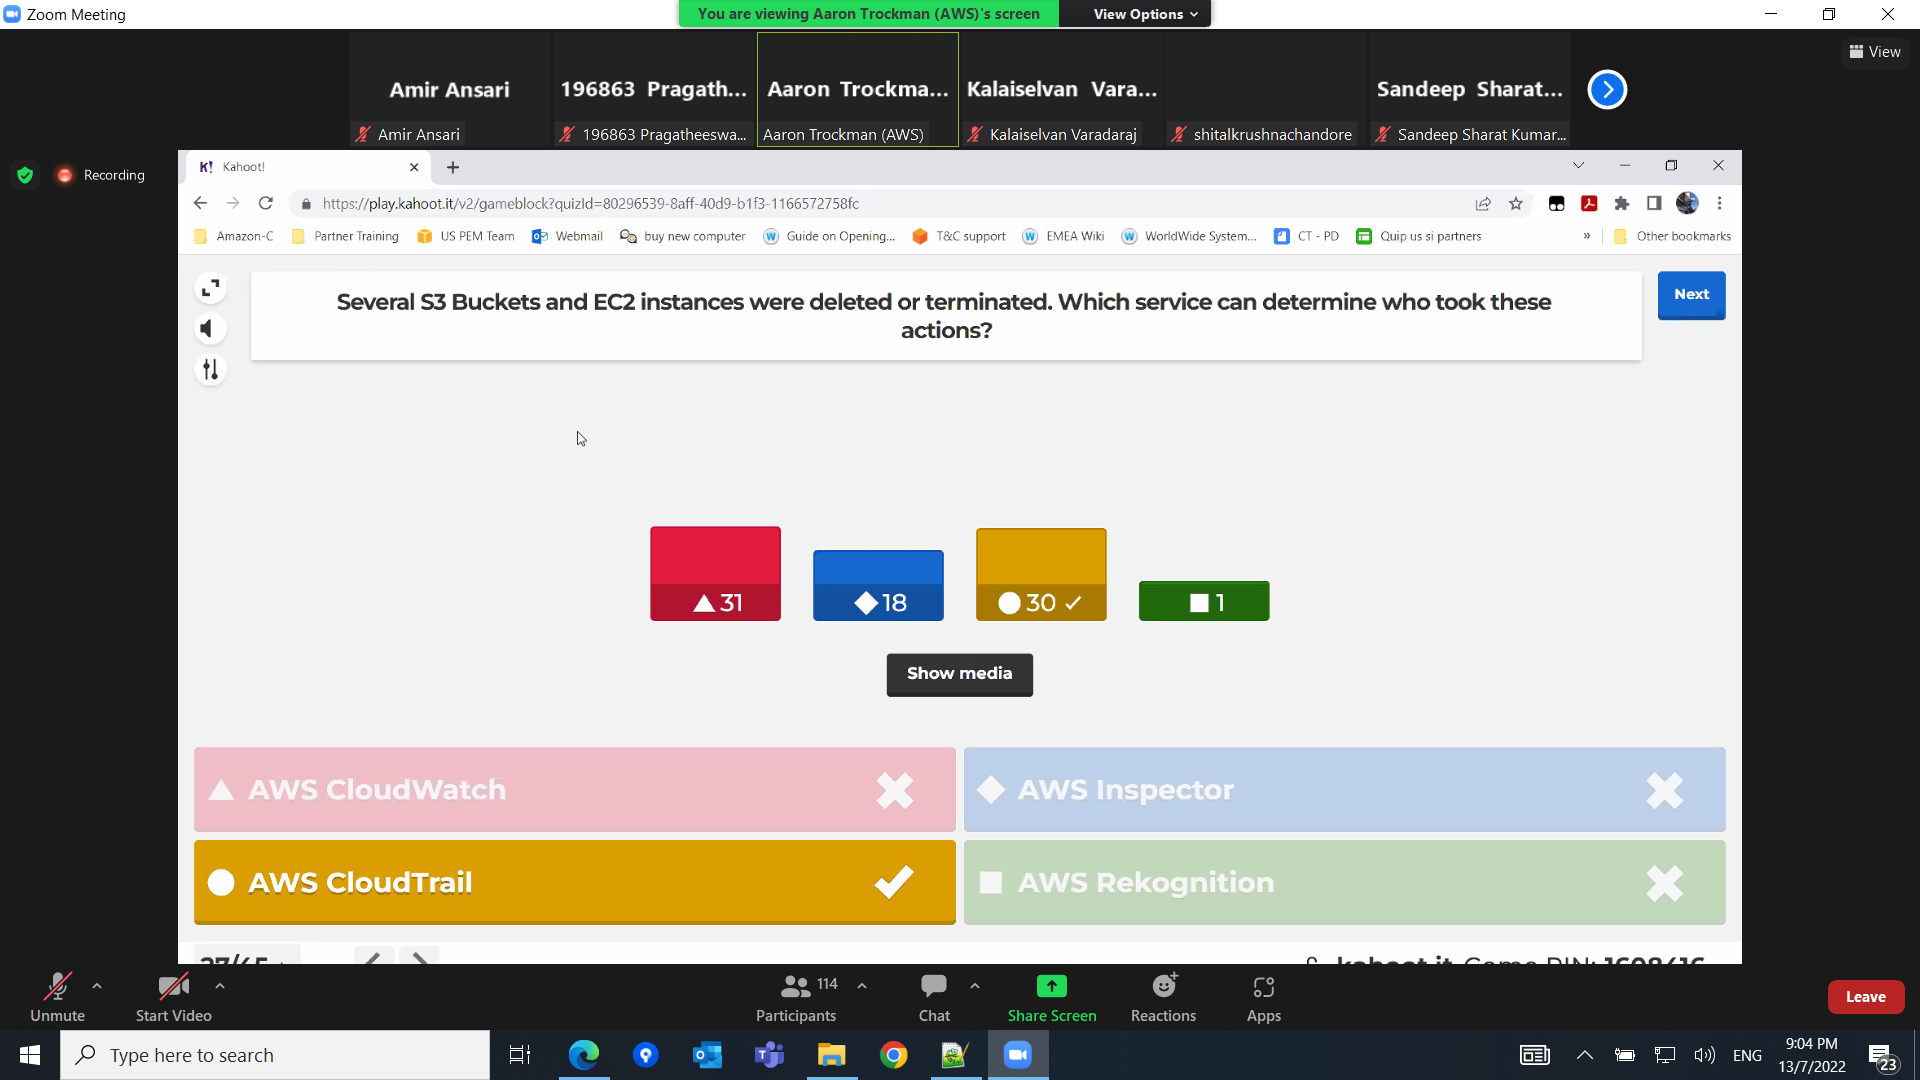 Zoom Meeting
You are viewing Aaron Trockman (AWS)'s screen
View Options
View
Amir Ansari
196863 Pragath...
Aaron Trockma...
Kalaiselvan Vara...
Sandeep Sharat...
Amir Ansari
196863 Pragatheeswa...
Aaron Trockman (AWS)
Kalaiselvan Varadaraj
shitalkrushnachandore
Sandeep Sharat Kumar...
Recording
K! Kahoot!
https://play.kahoot.it/v2/gameblock?quizId=80296539-8aff-40d9-b1f3-1166572758fc
Amazon-C
Partner Training
US PEM Team
Webmail
buy new computer
Guide on Opening...
T&C support
EMEA Wiki
WorldWide System...
CT - PD
Quip us si partners
»
Other bookmarks
Several S3 Buckets and EC2 instances were deleted or terminated. Which service can determine who took these
actions?
Next
31
18
30
1
Show media
AWS CloudWatch
AWS Inspector
AWS CloudTrail
AWS Rekognition
27/45
kahoot.it Game PIN: 1608416
Unmute
Start Video
114
Participants
Chat
Share Screen
Reactions
Apps
Leave
Type here to search
ENG
9:04 PM
13/7/2022
23